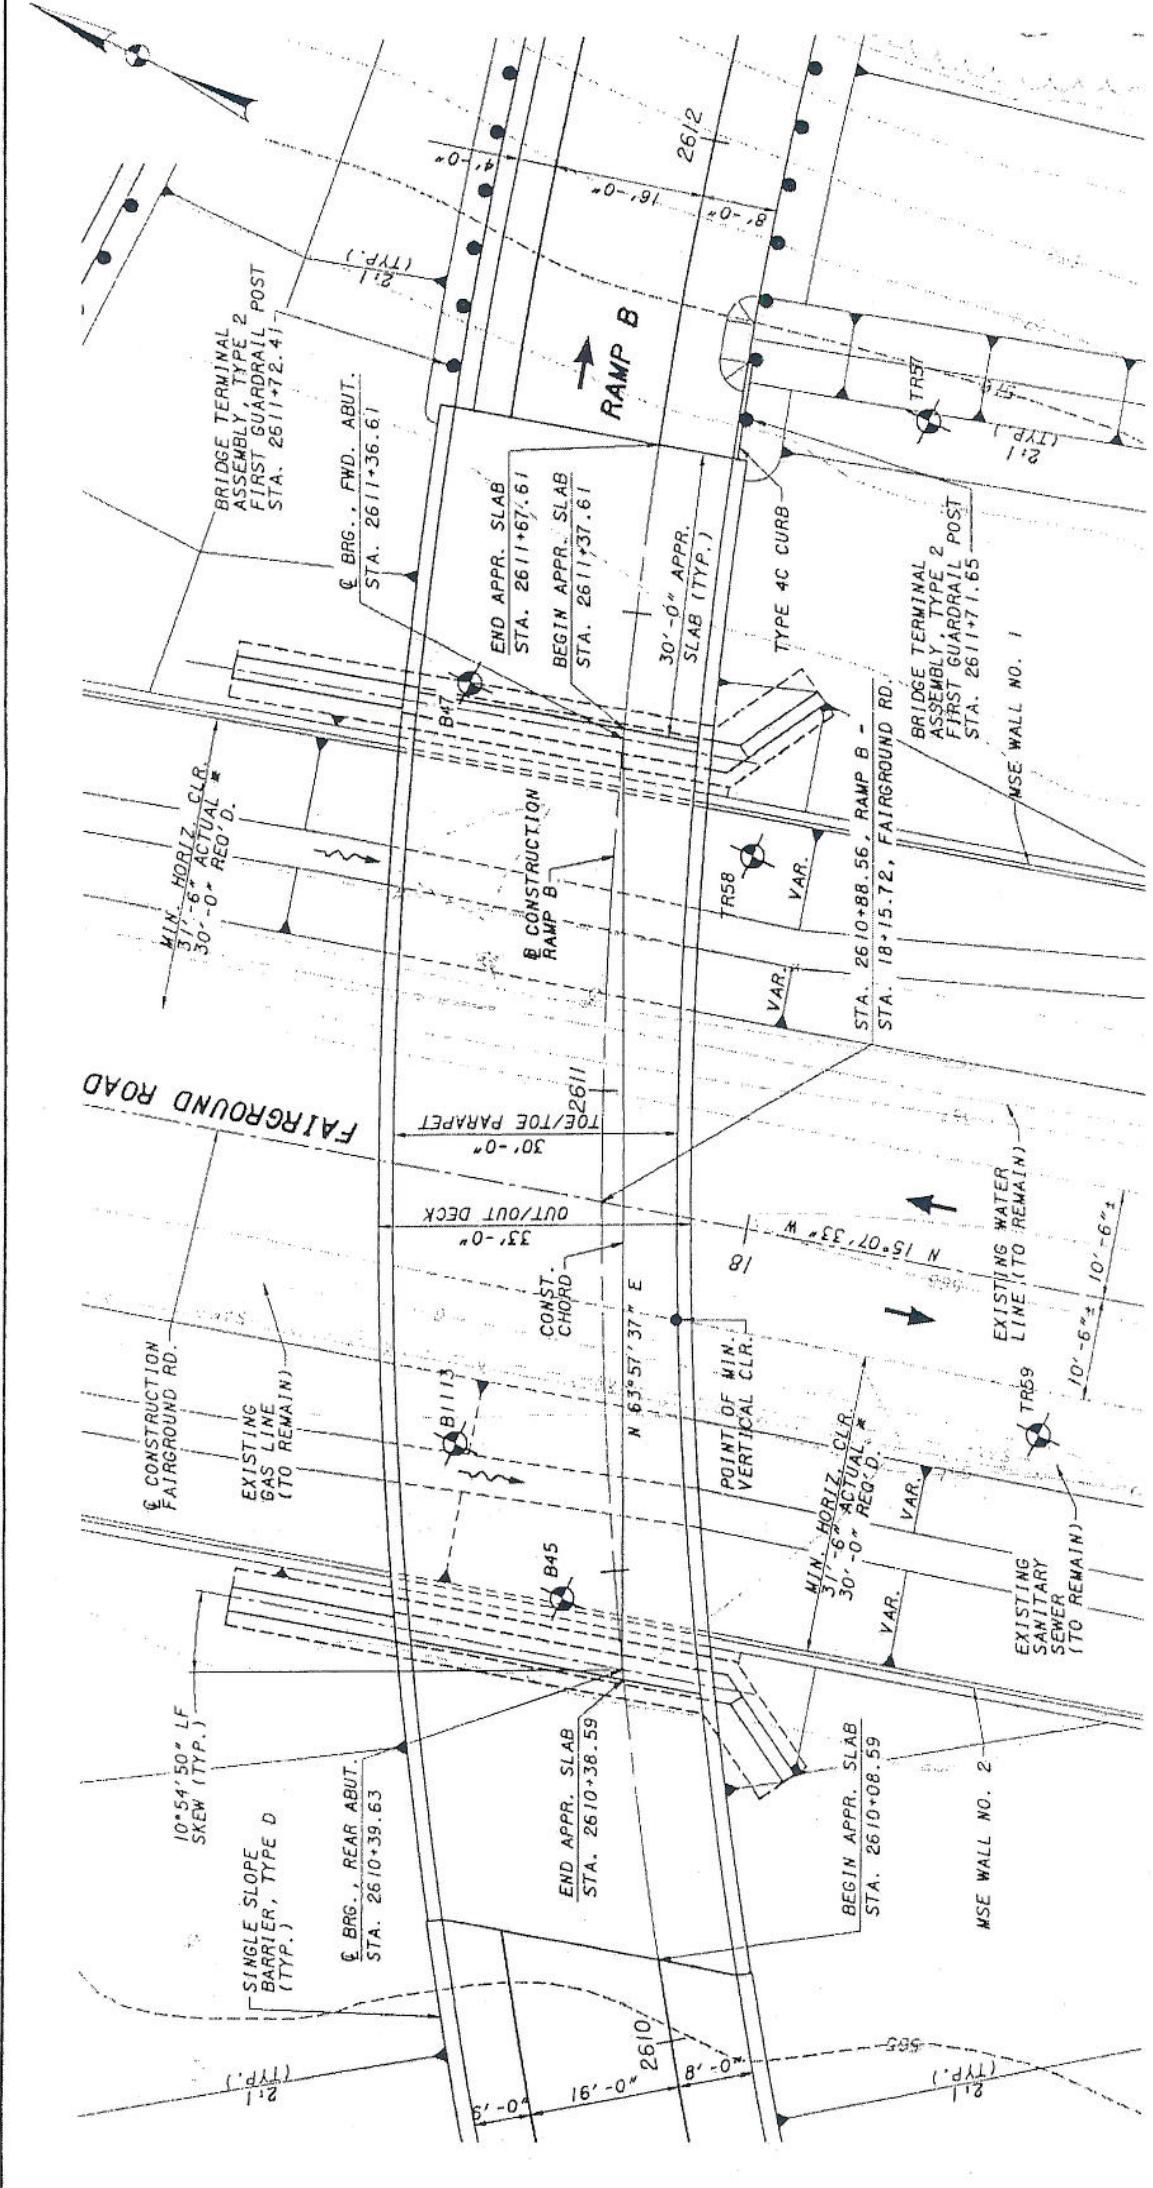 BRIDGE TERMINAL
ASSEMBLY, TYPE 2
FIRST GUARDRAIL POST
STA. 2611+72.41
2:1
(TYP.)
4'-0"
16'-0"
8'-0"
2612
RAMP B
℄ BRG., FWD. ABUT.
STA. 2611+36.61
END APPR. SLAB
STA. 2611+67.61
BEGIN APPR. SLAB
STA. 2611+37.61
30'-0" APPR.
SLAB (TYP.)
TYPE 4C CURB
TR57
2:1
(TYP.)
BRIDGE TERMINAL
ASSEMBLY, TYPE 2
FIRST GUARDRAIL POST
STA. 2611+71.65
MSE WALL NO. 1
B47
MIN. HORIZ. CLR.
31'-6" ACTUAL *
30'-0" REQ'D.
℄ CONSTRUCTION
RAMP B
TR58
VAR.
VAR.
STA. 2610+88.56, RAMP B -
STA. 18+15.72, FAIRGROUND RD.
FAIRGROUND ROAD
30'-0"
TOE/TOE PARAPET
2611
33'-0"
OUT/OUT DECK
CONST.
CHORD
N 63°57'37" E
18
N 15°07'33" W
EXISTING WATER
LINE (TO REMAIN)
10'-6"±
10'-6"±
℄ CONSTRUCTION
FAIRGROUND RD.
EXISTING
GAS LINE
(TO REMAIN)
B1113
POINT OF MIN.
VERTICAL CLR.
MIN. HORIZ. CLR.
31'-6" ACTUAL *
30'-0" REQ'D.
TR59
VAR.
VAR.
EXISTING
SANITARY
SEWER
(TO REMAIN)
B45
10°54'50" LF
SKEW (TYP.)
SINGLE SLOPE
BARRIER, TYPE D
(TYP.)
℄ BRG., REAR ABUT.
STA. 2610+39.63
END APPR. SLAB
STA. 2610+38.59
BEGIN APPR. SLAB
STA. 2610+08.59
MSE WALL NO. 2
2:1
(TYP.)
6'-0"
16'-0"
8'-0"
2610
565
2:1
(TYP.)